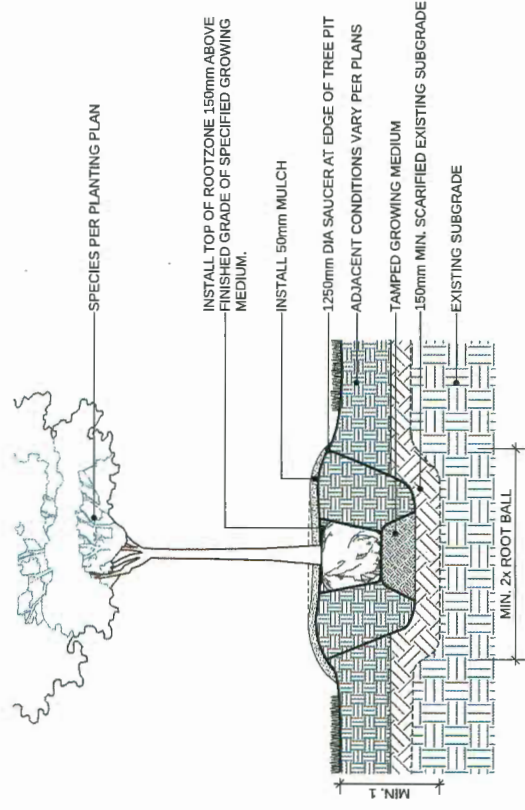 SPECIES PER PLANTING PLAN
INSTALL TOP OF ROOTZONE 150mm ABOVE
FINISHED GRADE OF SPECIFIED GROWING
MEDIUM.
INSTALL 50mm MULCH
1250mm DIA SAUCER AT EDGE OF TREE PIT
ADJACENT CONDITIONS VARY PER PLANS
TAMPED GROWING MEDIUM
150mm MIN. SCARIFIED EXISTING SUBGRADE
EXISTING SUBGRADE
MIN. 2x ROOT BALL
MIN. 1